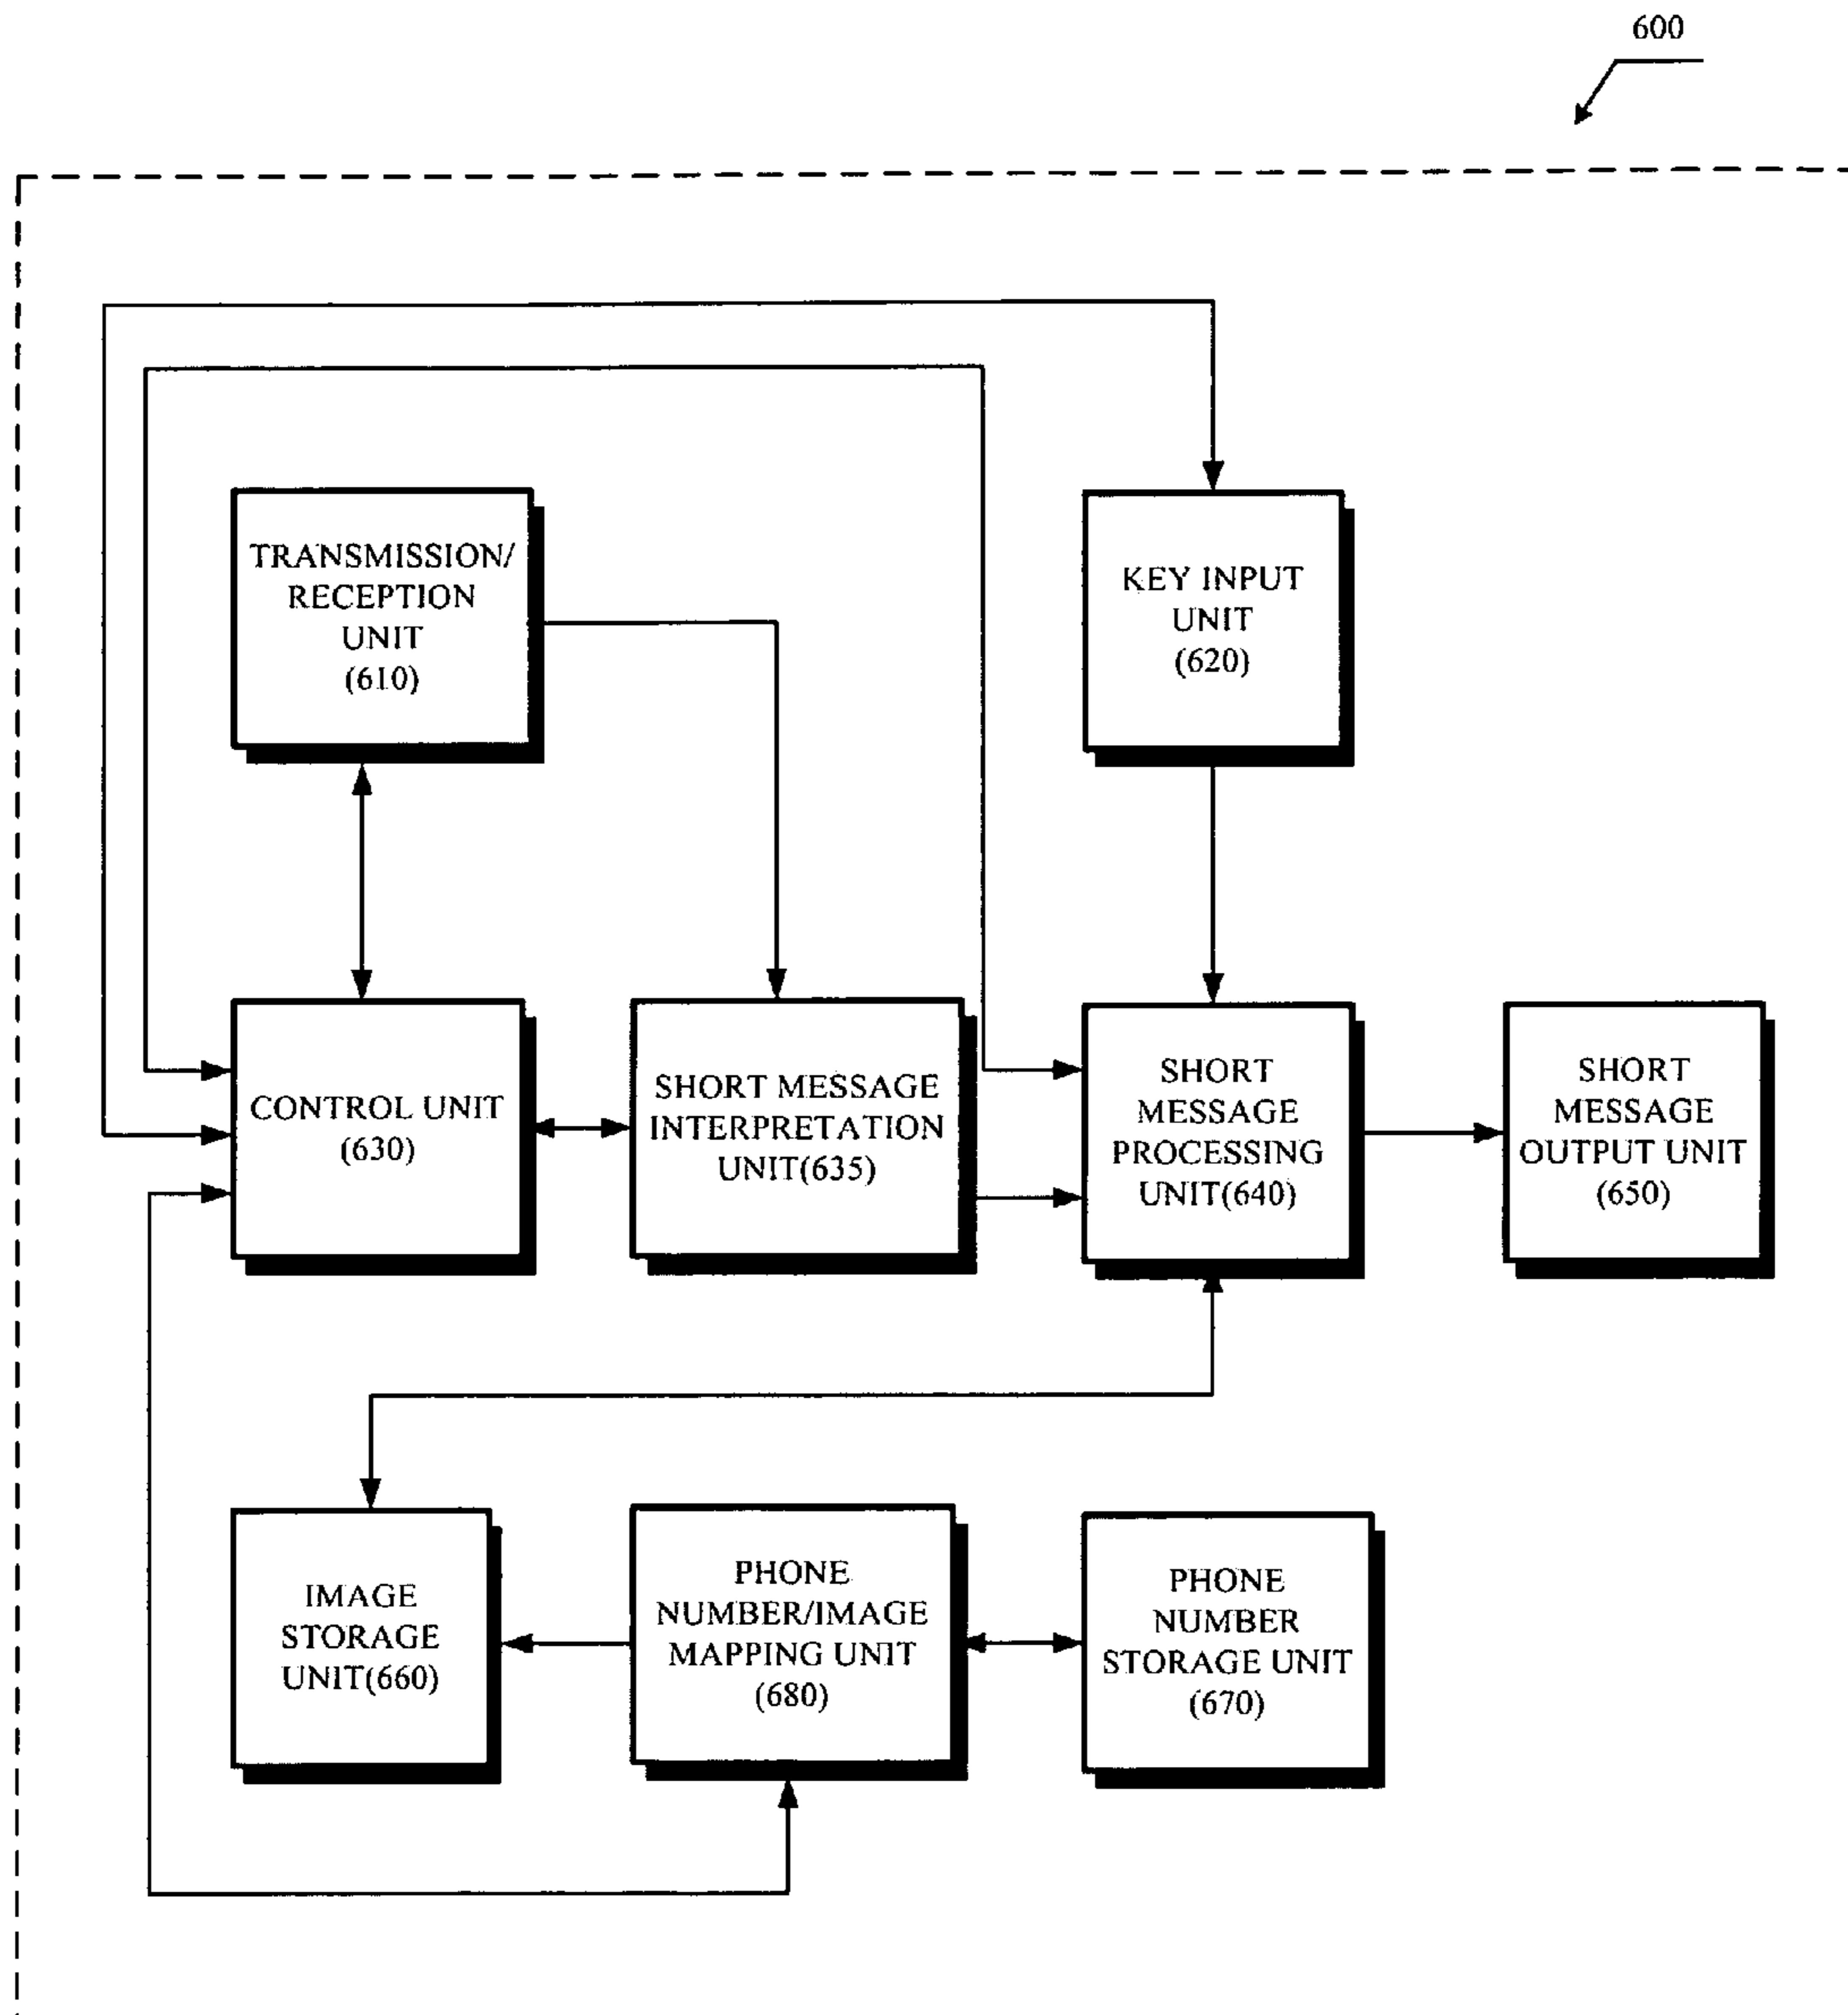 600
TRANSMISSION/
RECEPTION
UNIT
(610)
KEY INPUT
UNIT
(620)
CONTROL UNIT
(630)
SHORT MESSAGE
INTERPRETATION
UNIT(635)
SHORT
MESSAGE
PROCESSING
UNIT(640)
SHORT
MESSAGE
OUTPUT UNIT
(650)
IMAGE
STORAGE
UNIT(660)
PHONE
NUMBER/IMAGE
MAPPING UNIT
(680)
PHONE
NUMBER
STORAGE UNIT
(670)